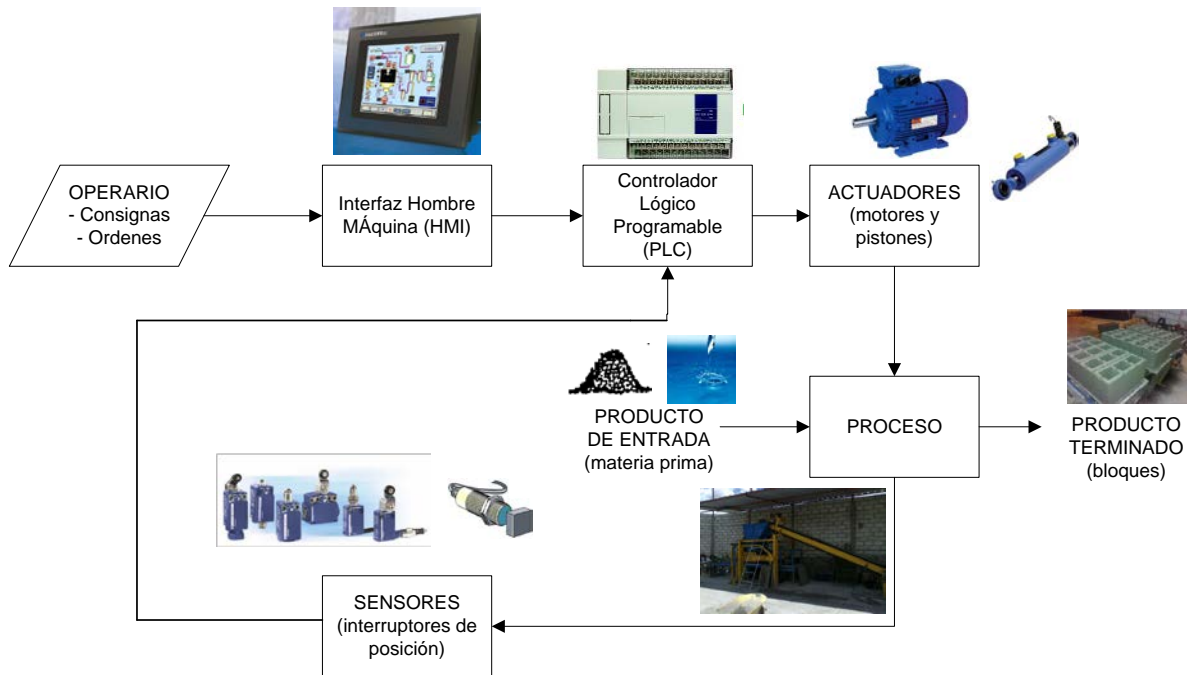 OPERARIO
- Consignas
- Ordenes
Interfaz Hombre
MÁquina (HMI)
Controlador
Lógico
Programable
(PLC)
ACTUADORES
(motores y
pistones)
PRODUCTO
DE ENTRADA
(materia prima)
PROCESO
PRODUCTO
TERMINADO
(bloques)
SENSORES
(interruptores de
posición)